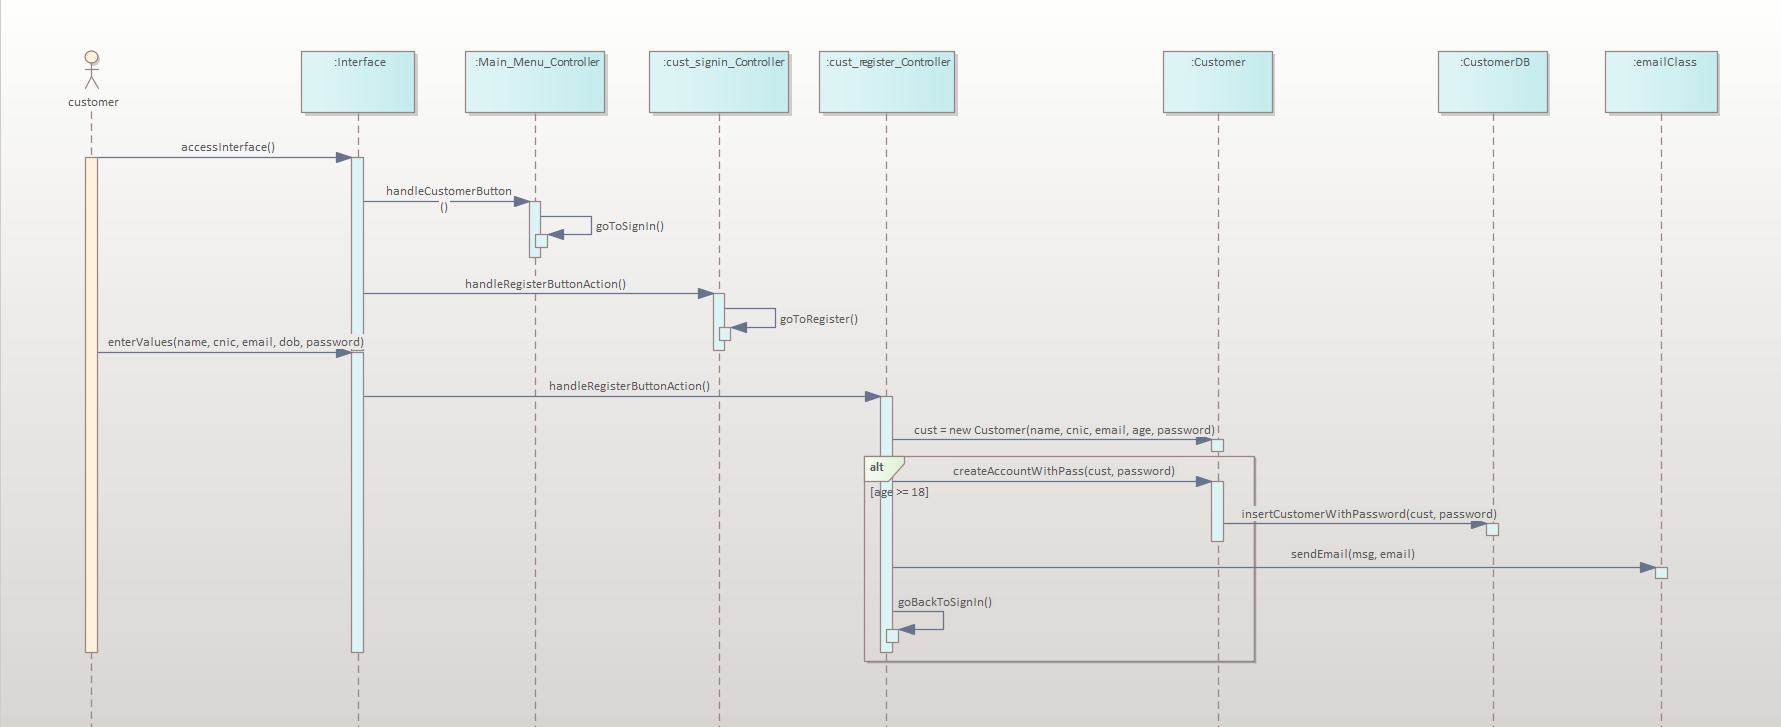 customer
:Interface
:Main_Menu_Controller
:cust_signin_Controller
:cust_register_Controller
:Customer
:CustomerDB
:emailClass
accessInterface()
handleCustomerButton
()
goToSignIn()
handleRegisterButtonAction()
goToRegister()
enterValues(name, cnic, email, dob, password)
handleRegisterButtonAction()
cust = new Customer(name, cnic, email, age, password)
alt
createAccountWithPass(cust, password)
[age >= 18]
insertCustomerWithPassword(cust, password)
sendEmail(msg, email)
goBackToSignIn()